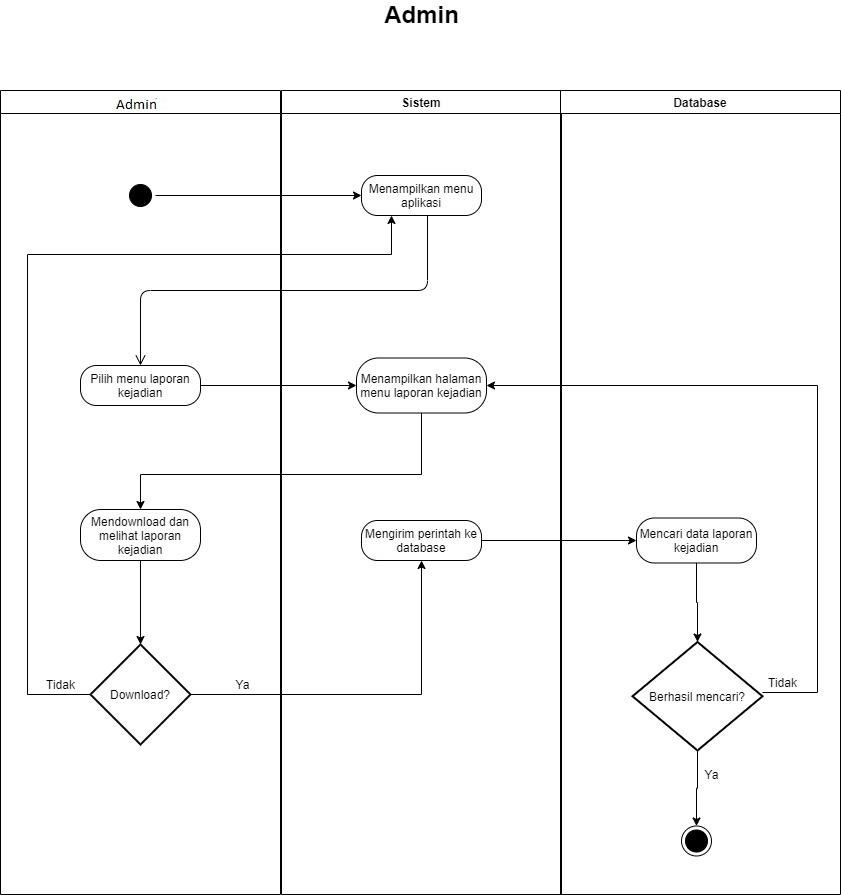 Admin
Admin
Sistem
Database
Menampilkan menu
aplikasi
Pilih menu laporan
kejadian
Menampilkan halaman
menu laporan kejadian
Mendownload dan
melihat laporan
kejadian
Mengirim perintah ke
database
Mencari data laporan
kejadian
Tidak
Download?
Ya
Berhasil mencari?
Tidak
Ya